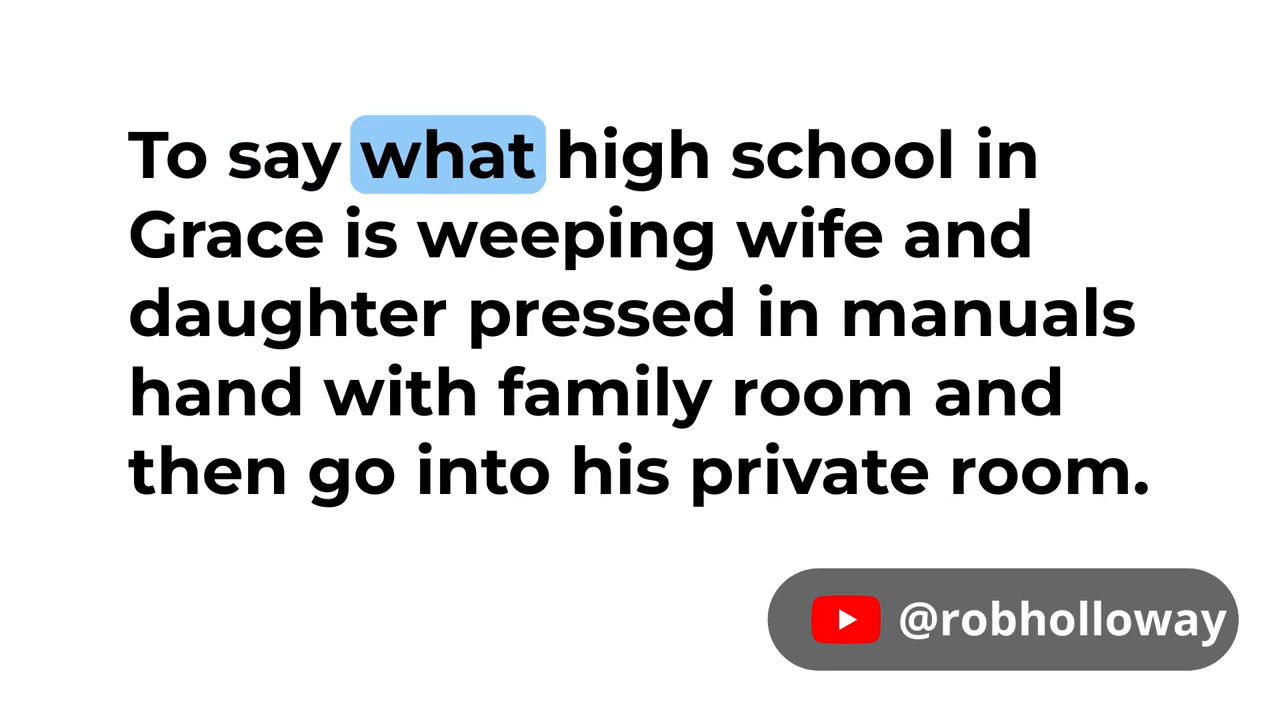 To say what high school in
Grace is weeping wife and
daughter pressed in manuals
hand with family room and
then go into his private room.
@robholloway